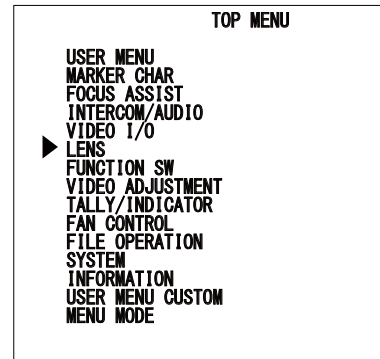 TOP MENU
USER MENU
MARKER CHAR
FOCUS ASSIST
INTERCOM/AUDIO
VIDEO I/O
LENS
FUNCTION SW
VIDEO ADJUSTMENT
TALLY/INDICATOR
FAN CONTROL
FILE OPERATION
SYSTEM
INFORMATION
USER MENU CUSTOM
MENU MODE